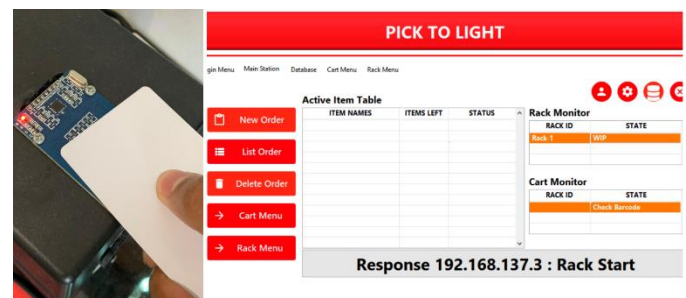 PICK TO LIGHT
gin Menu Main Station Database Cart Menu Rack Menu
Active Item Table
ITEM NAMES ITEMS LEFT STATUS
New Order
List Order
Delete Order
Cart Menu
Rack Menu
Rack Monitor
RACK ID STATE
Rack 1 WIP
Cart Monitor
RACK ID STATE
Check Barcode
Response 192.168.137.3 : Rack Start